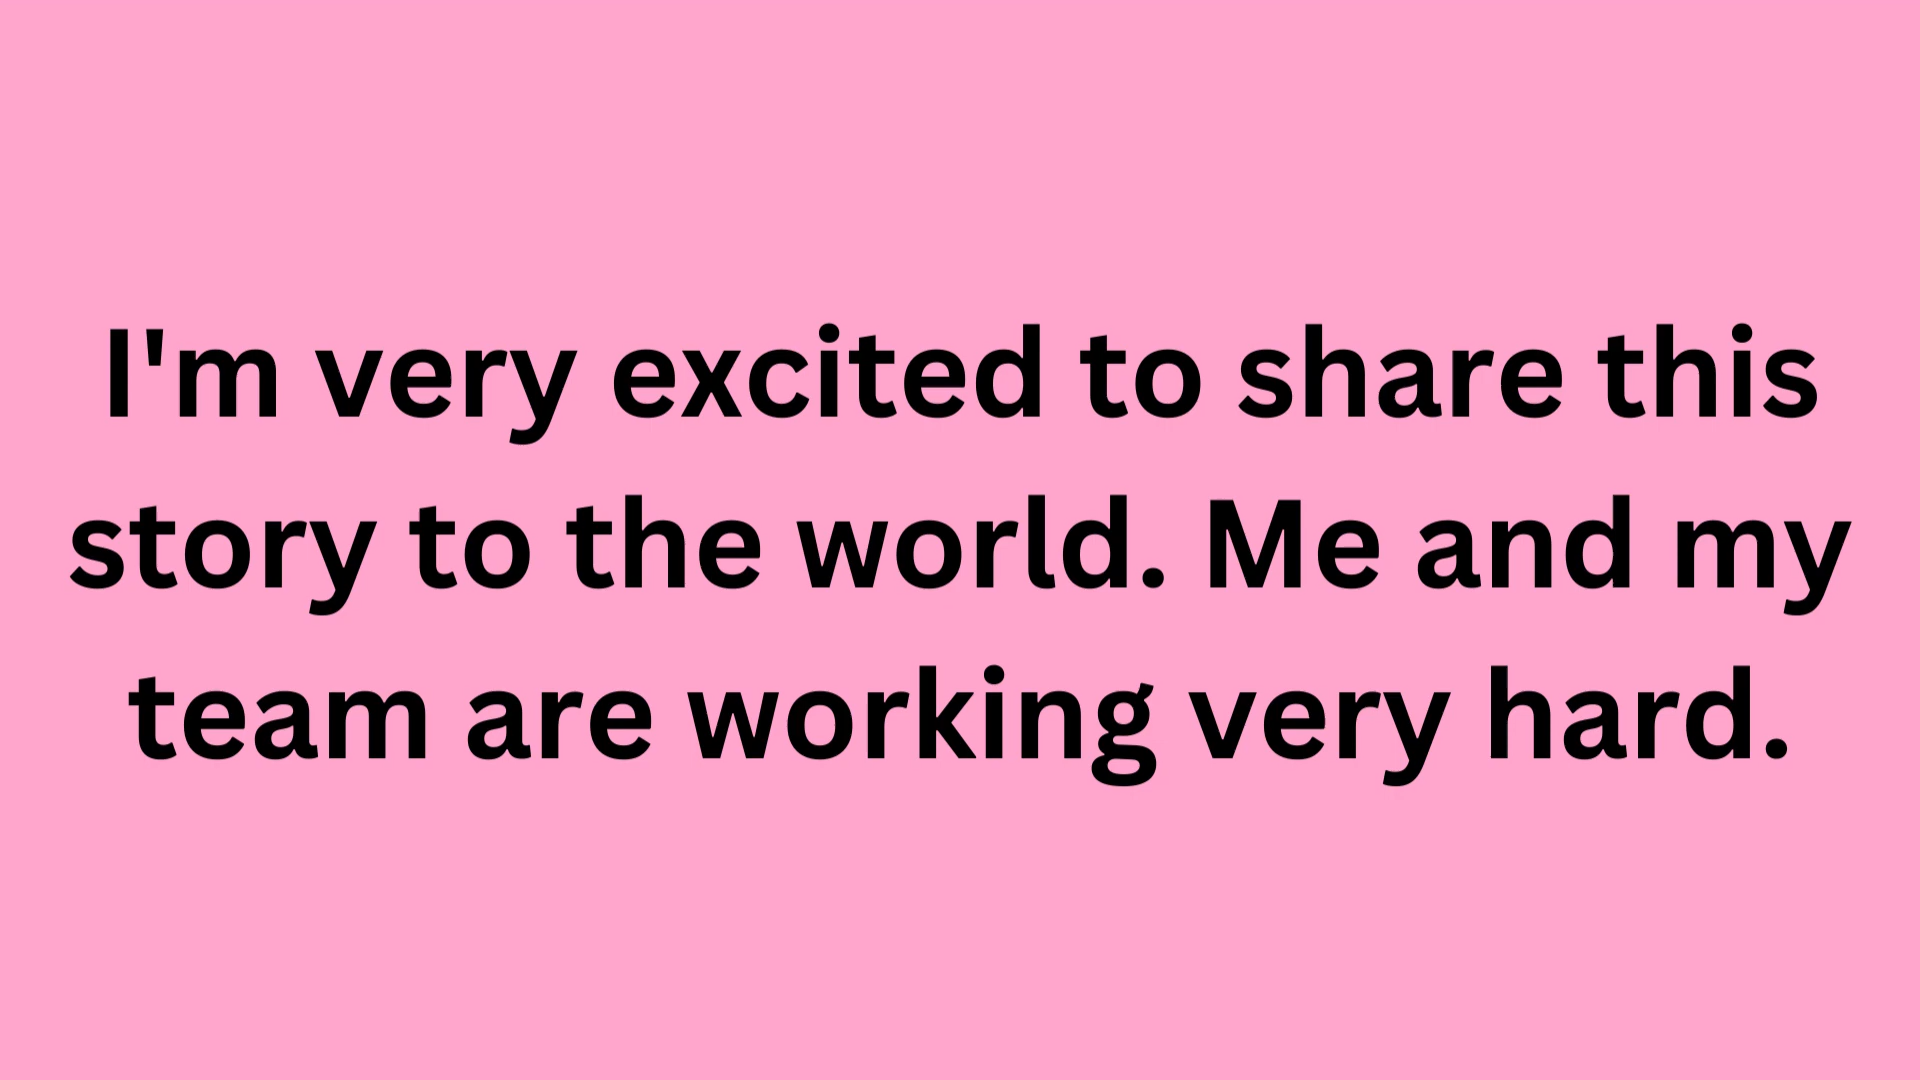 I'm very excited to share this
story to the world. Me and my
team are working very hard.